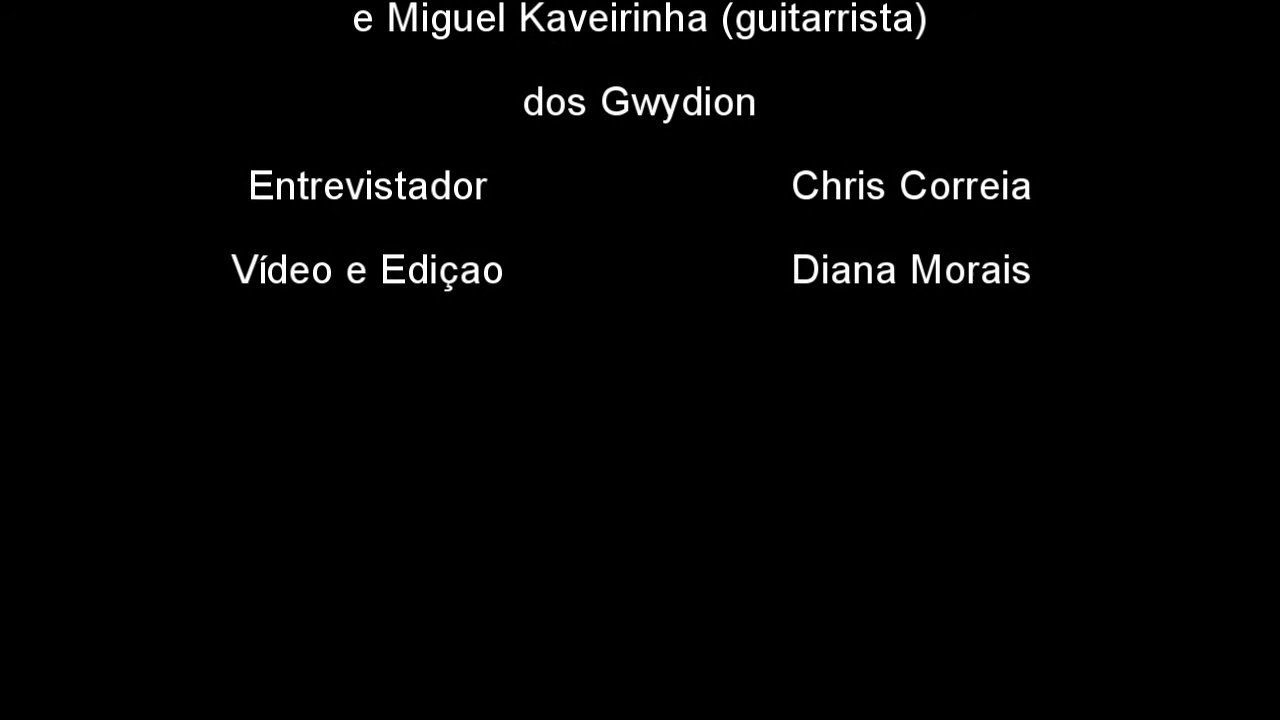 e Miguel Kaveirinha (guitarrista)
dos Gwydion
Entrevistador Chris Correia
Vídeo e Ediçao Diana Morais